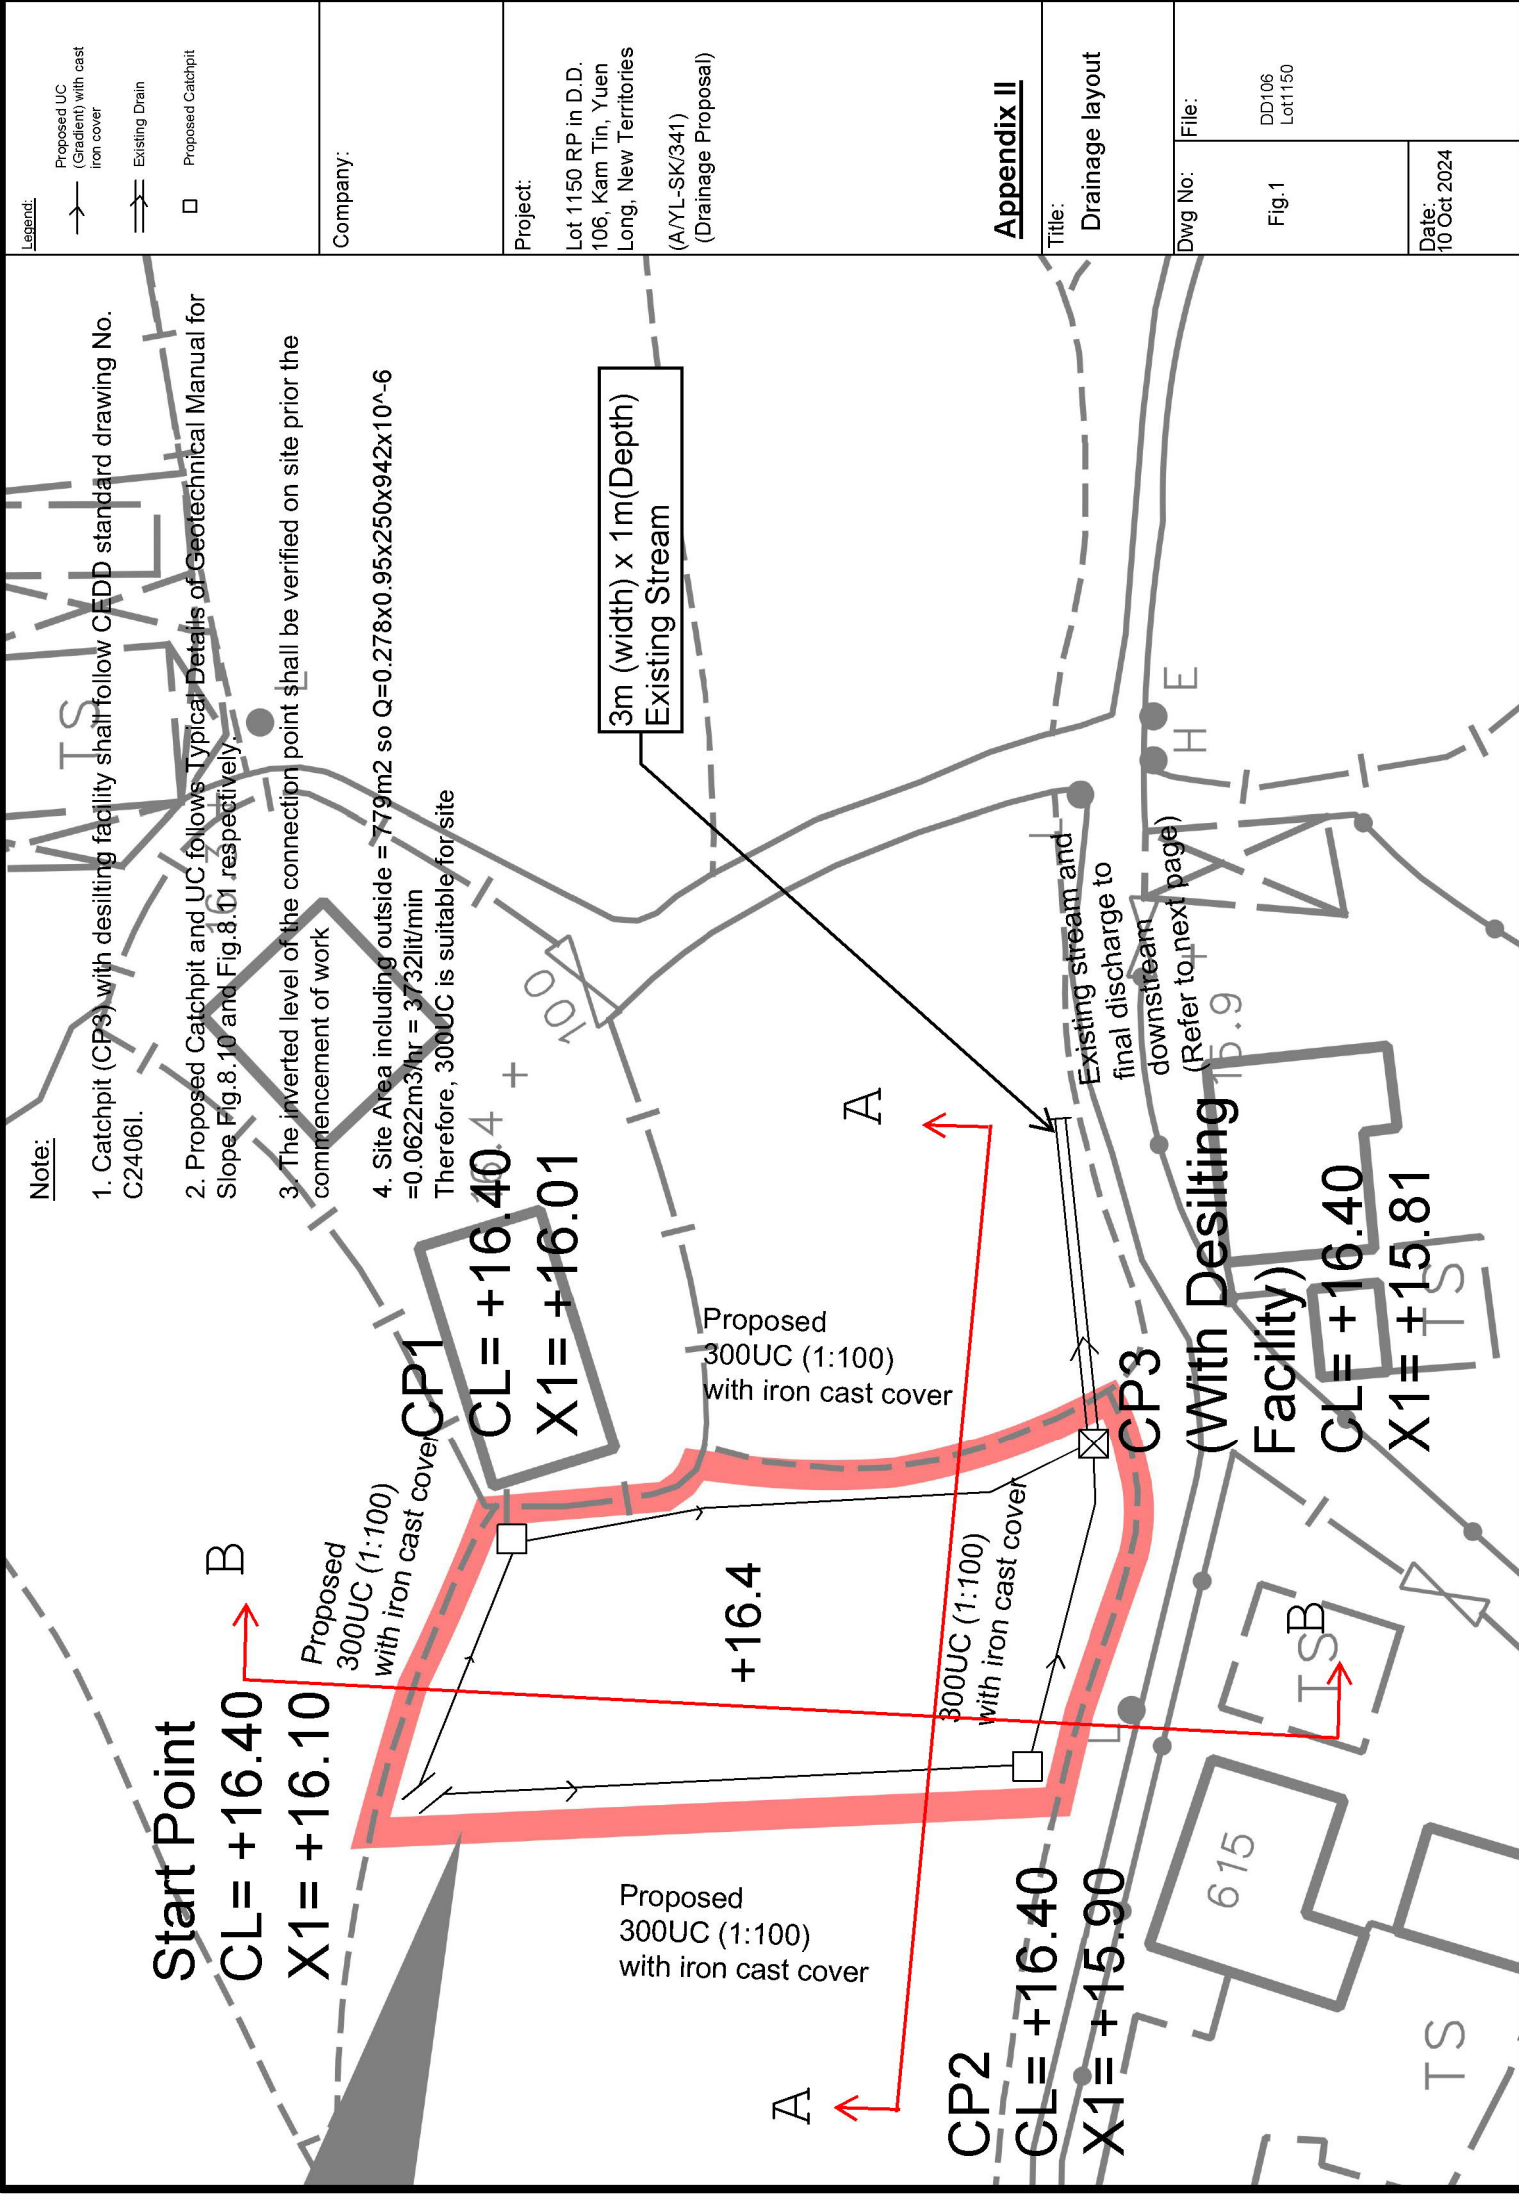 Note:
1. Catchpit (CP3) with desilting facility shall follow CEDD standard drawing No.
C2406I.
2. Proposed Catchpit and UC follows Typical Details of Geotechnical Manual for
Slope Fig.8.10 and Fig.8.11 respectively.
3. The inverted level of the connection point shall be verified on site prior the
commencement of work
4. Site Area including outside = 779m2 so Q=0.278x0.95x250x942x10^-6
=0.0622m3/hr = 3732lit/min
Therefore, 300UC is suitable for site
Legend:
Proposed UC
(Gradient) with cast
iron cover
Existing Drain
Proposed Catchpit
Company:
Project:
Lot 1150 RP in D.D.
106, Kam Tin, Yuen
Long, New Territories
(A/YL-SK/341)
(Drainage Proposal)
Appendix II
Title:
Drainage layout
Dwg No:
Fig.1
File:
DD106
Lot1150
Date:
10 Oct 2024
Start Point
CL= +16.40
X1= +16.10
B
Proposed
300UC (1:100)
with iron cast cover
CP1
CL= +16.40
X1= +16.01
3m (width) x 1m(Depth)
Existing Stream
Proposed
300UC (1:100)
with iron cast cover
A
+16.4
Proposed
300UC (1:100)
with iron cast cover
A
300UC (1:100)
with iron cast cover
Existing stream and
final discharge to
downstream
(Refer to next page)
CP2
CL= +16.40
X1= +15.90
CP3
(With Desilting
Facility)
CL= +16.40
X1= +15.81
B
TS
L
16.4
+
100
L
H
E
15.9
+
TS
TS
L
615
TS